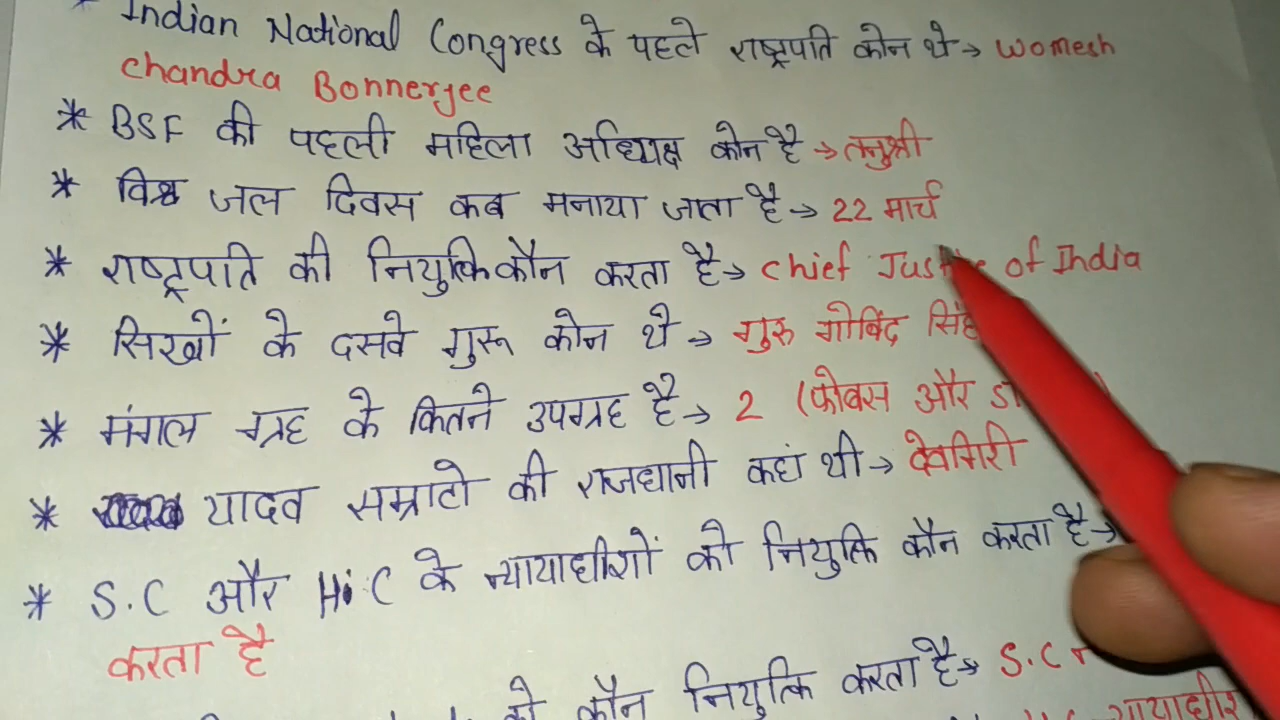 * Indian National Congress के पहले राष्ट्रपति कौन थे → Womesh
Chandra Bonnerjee
* BSF की पहली महिला अधियिक्ष कौन है → तनुश्री
* विश्व जल दिवस कब मनाया जाता है → 22 मार्च
* राष्ट्रपति की नियुक्ति कौन करता है → Chief of India
* सिखों के दसवे गुरू कोन थे → गुरु गोबिंद सिंह
* मंगल ग्रह के कितने उपग्रह है → 2 (फोबस और
* यादव सम्राटो की राजधानी कहां थी → देवगिरी
* S.C और H.C के न्यायाधीशों को नियुक्ति कौन करता है →
करता है
को कौन नियुक्ति करता है → S.C